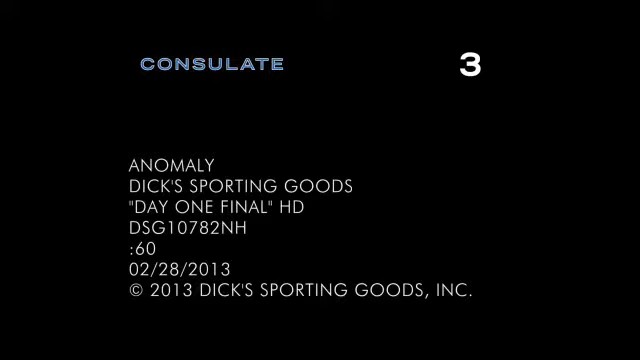 CONSULATE 3
ANOMALY
DICK'S SPORTING GOODS
"DAY ONE FINAL" HD
DSG10782NH
:60
02/28/2013
© 2013 DICK'S SPORTING GOODS, INC.